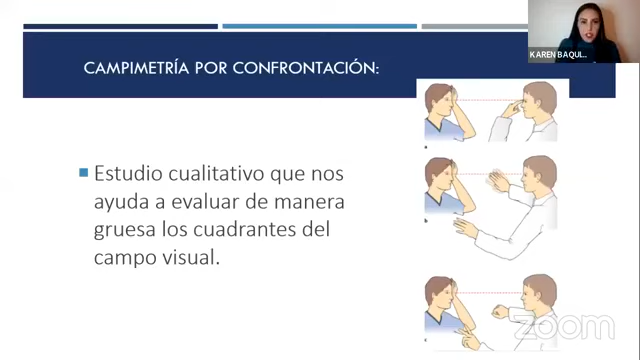 KAREN BAQUI...
CAMPIMETRÍA POR CONFRONTACIÓN:
Estudio cualitativo que nos
ayuda a evaluar de manera
gruesa los cuadrantes del
campo visual.
a
b
c
zoom